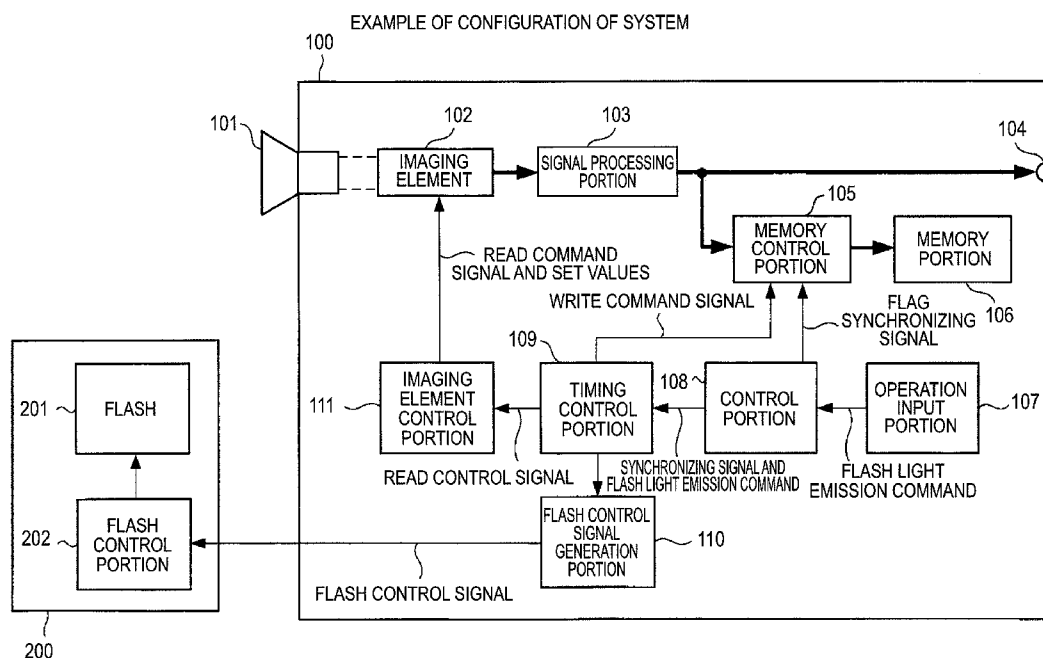 EXAMPLE OF CONFIGURATION OF SYSTEM
100
101
102
103
104
IMAGING
ELEMENT
SIGNAL PROCESSING
PORTION
105
MEMORY
CONTROL
PORTION
MEMORY
PORTION
106
READ COMMAND
SIGNAL AND SET VALUES
WRITE COMMAND SIGNAL
FLAG
SYNCHRONIZING
SIGNAL
109
108
201
FLASH
111
IMAGING
ELEMENT
CONTROL
PORTION
TIMING
CONTROL
PORTION
CONTROL
PORTION
OPERATION
INPUT
PORTION
107
READ CONTROL SIGNAL
SYNCHRONIZING SIGNAL AND
FLASH LIGHT EMISSION COMMAND
FLASH LIGHT
EMISSION COMMAND
202
FLASH
CONTROL
PORTION
FLASH CONTROL
SIGNAL
GENERATION
PORTION
110
FLASH CONTROL SIGNAL
200